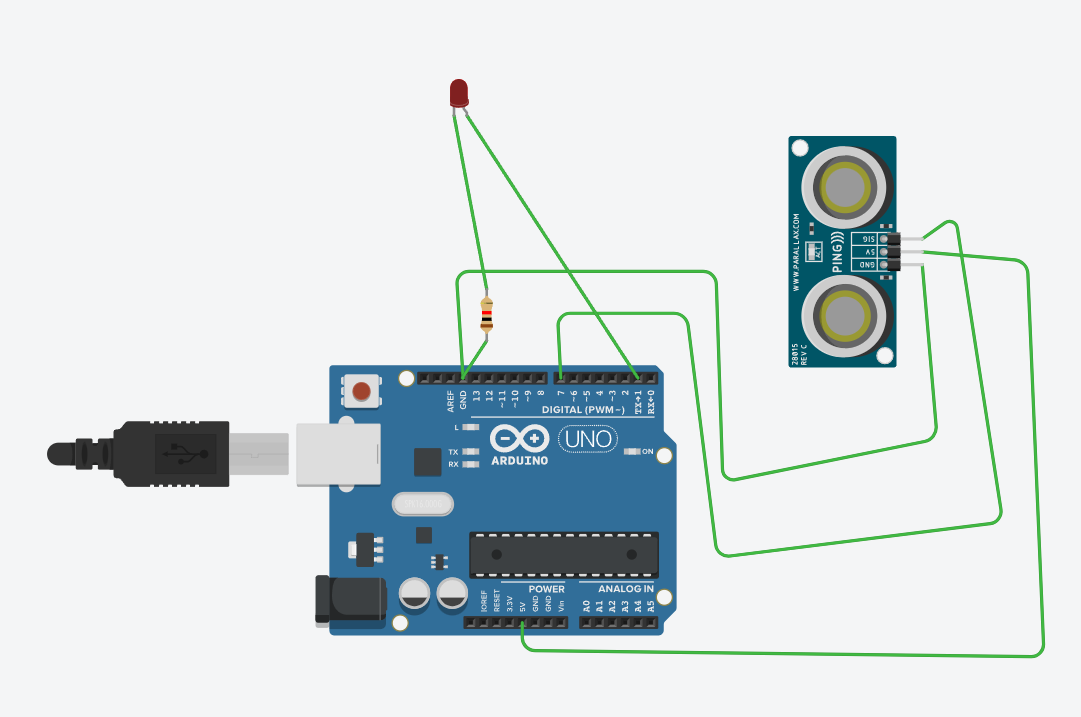 SIG
5V
GND
ACT
PING)))
WWW.PARALLAX.COM
28015
REV C
AREF
GND
13
12
~11
~10
~9
8
7
~6
~5
4
~3
2
TX→1
RX←0
DIGITAL (PWM~)
L
TX
RX
ARDUINO
UNO
ON
POWER
ANALOG IN
IOREF
RESET
3.3V
5V
GND
GND
Vin
A0
A1
A2
A3
A4
A5